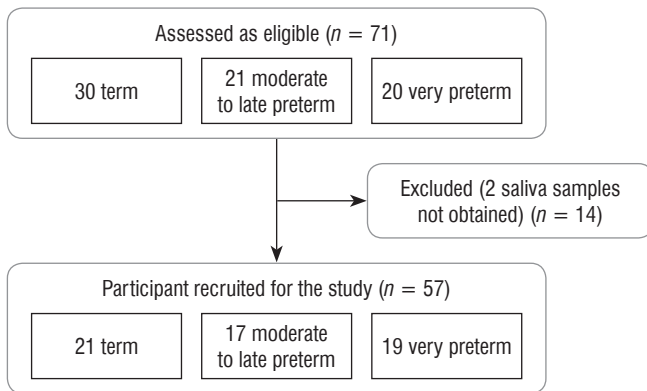 Assessed as eligible (n = 71)
30 term
21 moderate
to late preterm
20 very preterm
Excluded (2 saliva samples
not obtained) (n = 14)
Participant recruited for the study (n = 57)
21 term
17 moderate
to late preterm
19 very preterm